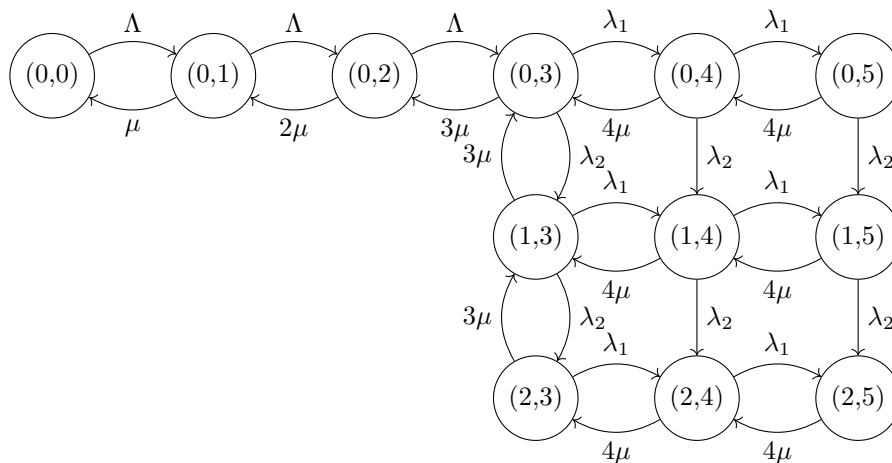 Λ Λ Λ λ₁ λ₁
(0,0) (0,1) (0,2) (0,3) (0,4) (0,5)
μ 2μ 3μ 4μ 4μ
3μ λ₂ λ₂ λ₂
λ₁ λ₁
(1,3) (1,4) (1,5)
4μ 4μ
3μ λ₂ λ₂ λ₂
λ₁ λ₁
(2,3) (2,4) (2,5)
4μ 4μ